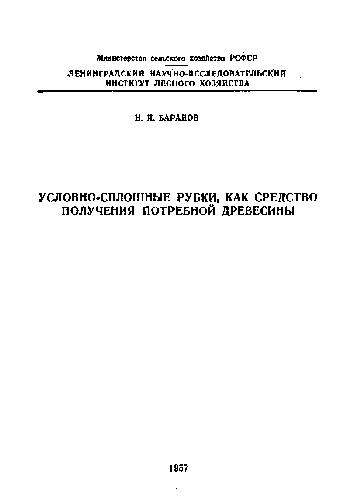 Министерство сельского хозяйства РСФСР
ЛЕНИНГРАДСКИЙ НАУЧНО-ИССЛЕДОВАТЕЛЬСКИЙ
ИНСТИТУТ ЛЕСНОГО ХОЗЯЙСТВА
Н. И. БАРАНОВ
УСЛОВНО-СПЛОШНЫЕ РУБКИ, КАК СРЕДСТВО
ПОЛУЧЕНИЯ ПОТРЕБНОЙ ДРЕВЕСИНЫ
1957